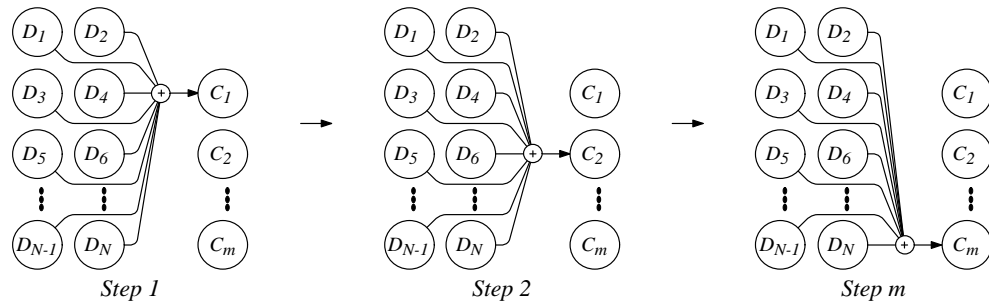 D1 D2 D1 D2 D1 D2
D3 D4 + C1 D3 D4 C1 D3 D4 C1
D5 D6 C2 D5 D6 + C2 D5 D6 C2
DN-1 DN Cm DN-1 DN Cm DN-1 DN + Cm
Step 1 Step 2 Step m